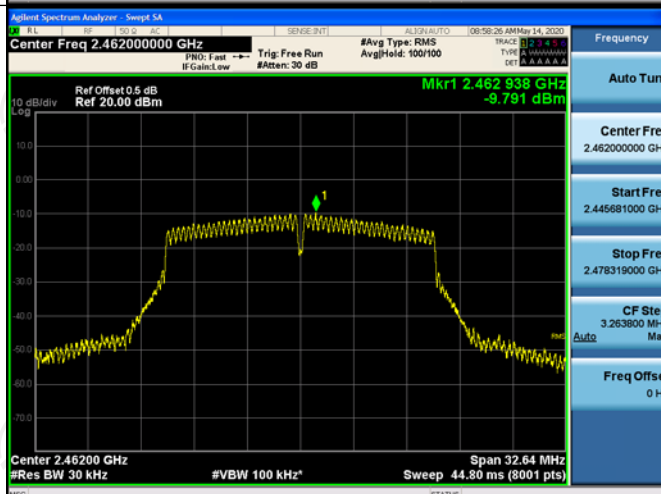 Agilent Spectrum Analyzer - Swept SA
RL RF 50 Ω AC SENSE:INT ALIGN AUTO 08:58:26 AM May 14, 2020
Center Freq 2.462000000 GHz
PNO: Fast
IFGain:Low
Trig: Free Run
#Atten: 30 dB
#Avg Type: RMS
Avg|Hold: 100/100
TRACE 1 2 3 4 5 6
TYPE A WWWWW
DET A A A A A A
Mkr1 2.462 938 GHz
-9.791 dBm
Ref Offset 0.5 dB
10 dB/div Ref 20.00 dBm
Log
1
10.0
0.00
-10.0
-20.0
-30.0
-40.0
-50.0
-60.0
-70.0
RMS
Center 2.46200 GHz Span 32.64 MHz
#Res BW 30 kHz #VBW 100 kHz* Sweep 44.80 ms (8001 pts)
MSG STATUS
Frequency
Auto Tun
Center Fre
2.462000000 GH
Start Fre
2.445681000 GH
Stop Fre
2.478319000 GH
CF Ste
3.263800 MH
Auto Ma
Freq Offse
0 H